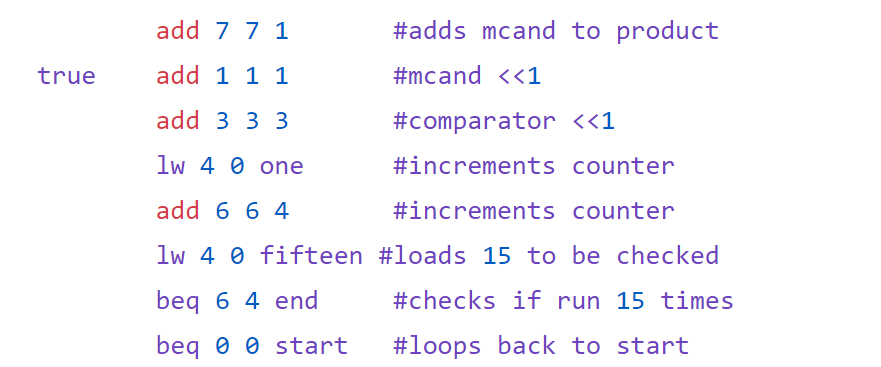 add 7 7 1 #adds mcand to product
true add 1 1 1 #mcand <<1
add 3 3 3 #comparator <<1
lw 4 0 one #increments counter
add 6 6 4 #increments counter
lw 4 0 fifteen #loads 15 to be checked
beq 6 4 end #checks if run 15 times
beq 0 0 start #loops back to start